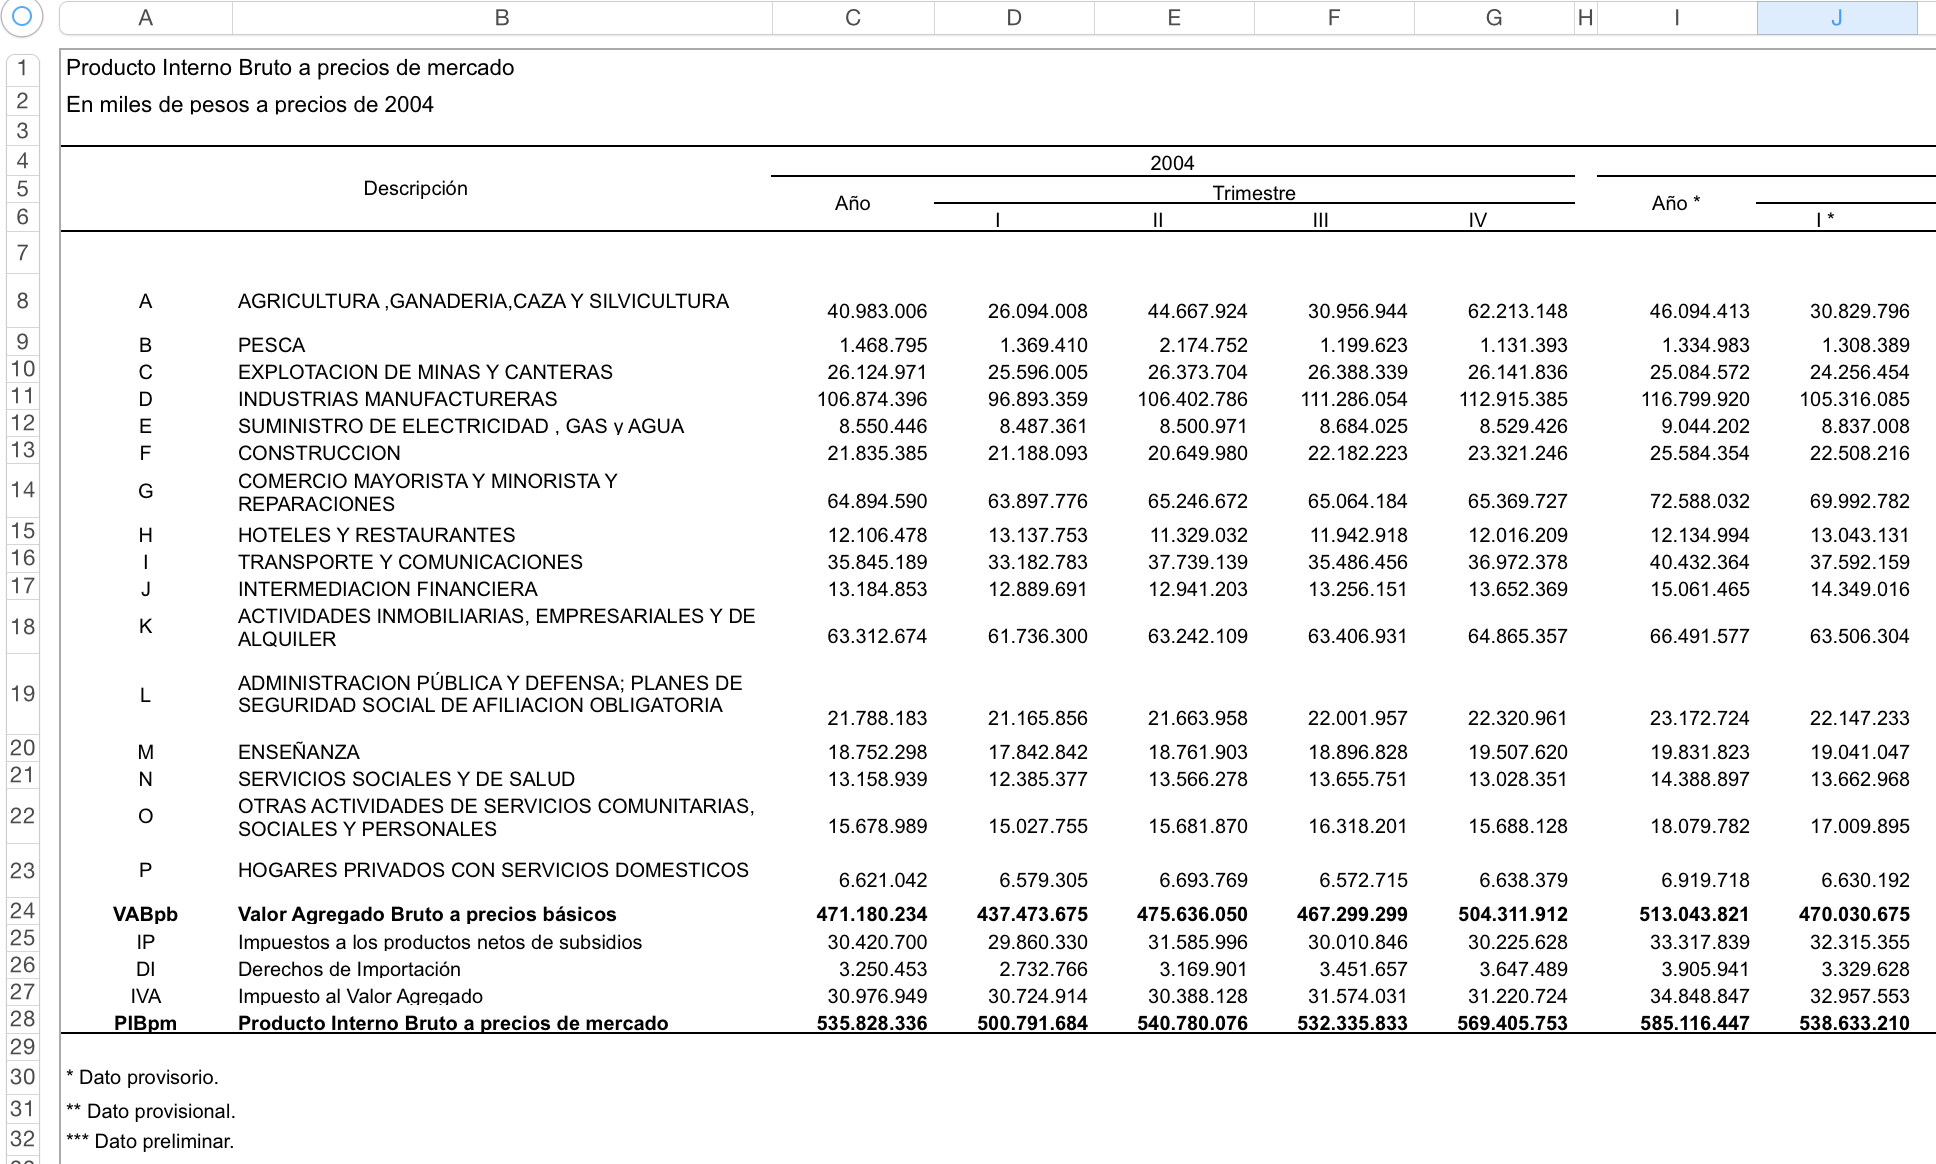 A B C D E F G H I J
1 Producto Interno Bruto a precios de mercado
2 En miles de pesos a precios de 2004
3
4 2004
5 Descripción Trimestre
Año Año *
6 I II III IV I *
7
8 A AGRICULTURA ,GANADERIA,CAZA Y SILVICULTURA 40.983.006 26.094.008 44.667.924 30.956.944 62.213.148 46.094.413 30.829.796
9 B PESCA 1.468.795 1.369.410 2.174.752 1.199.623 1.131.393 1.334.983 1.308.389
10 C EXPLOTACION DE MINAS Y CANTERAS 26.124.971 25.596.005 26.373.704 26.388.339 26.141.836 25.084.572 24.256.454
11 D INDUSTRIAS MANUFACTURERAS 106.874.396 96.893.359 106.402.786 111.286.054 112.915.385 116.799.920 105.316.085
12 E SUMINISTRO DE ELECTRICIDAD , GAS y AGUA 8.550.446 8.487.361 8.500.971 8.684.025 8.529.426 9.044.202 8.837.008
13 F CONSTRUCCION 21.835.385 21.188.093 20.649.980 22.182.223 23.321.246 25.584.354 22.508.216
14 G COMERCIO MAYORISTA Y MINORISTA Y
REPARACIONES 64.894.590 63.897.776 65.246.672 65.064.184 65.369.727 72.588.032 69.992.782
15 H HOTELES Y RESTAURANTES 12.106.478 13.137.753 11.329.032 11.942.918 12.016.209 12.134.994 13.043.131
16 I TRANSPORTE Y COMUNICACIONES 35.845.189 33.182.783 37.739.139 35.486.456 36.972.378 40.432.364 37.592.159
17 J INTERMEDIACION FINANCIERA 13.184.853 12.889.691 12.941.203 13.256.151 13.652.369 15.061.465 14.349.016
18 K ACTIVIDADES INMOBILIARIAS, EMPRESARIALES Y DE
ALQUILER 63.312.674 61.736.300 63.242.109 63.406.931 64.865.357 66.491.577 63.506.304
19 L ADMINISTRACION PÚBLICA Y DEFENSA; PLANES DE
SEGURIDAD SOCIAL DE AFILIACION OBLIGATORIA 21.788.183 21.165.856 21.663.958 22.001.957 22.320.961 23.172.724 22.147.233
20 M ENSEÑANZA 18.752.298 17.842.842 18.761.903 18.896.828 19.507.620 19.831.823 19.041.047
21 N SERVICIOS SOCIALES Y DE SALUD 13.158.939 12.385.377 13.566.278 13.655.751 13.028.351 14.388.897 13.662.968
22 O OTRAS ACTIVIDADES DE SERVICIOS COMUNITARIAS,
SOCIALES Y PERSONALES 15.678.989 15.027.755 15.681.870 16.318.201 15.688.128 18.079.782 17.009.895
23 P HOGARES PRIVADOS CON SERVICIOS DOMESTICOS 6.621.042 6.579.305 6.693.769 6.572.715 6.638.379 6.919.718 6.630.192
24 VABpb Valor Agregado Bruto a precios básicos 471.180.234 437.473.675 475.636.050 467.299.299 504.311.912 513.043.821 470.030.675
25 IP Impuestos a los productos netos de subsidios 30.420.700 29.860.330 31.585.996 30.010.846 30.225.628 33.317.839 32.315.355
26 DI Derechos de Importación 3.250.453 2.732.766 3.169.901 3.451.657 3.647.489 3.905.941 3.329.628
27 IVA Impuesto al Valor Agregado 30.976.949 30.724.914 30.388.128 31.574.031 31.220.724 34.848.847 32.957.553
28 PIBpm Producto Interno Bruto a precios de mercado 535.828.336 500.791.684 540.780.076 532.335.833 569.405.753 585.116.447 538.633.210
29
30 * Dato provisorio.
31 ** Dato provisional.
32 *** Dato preliminar.